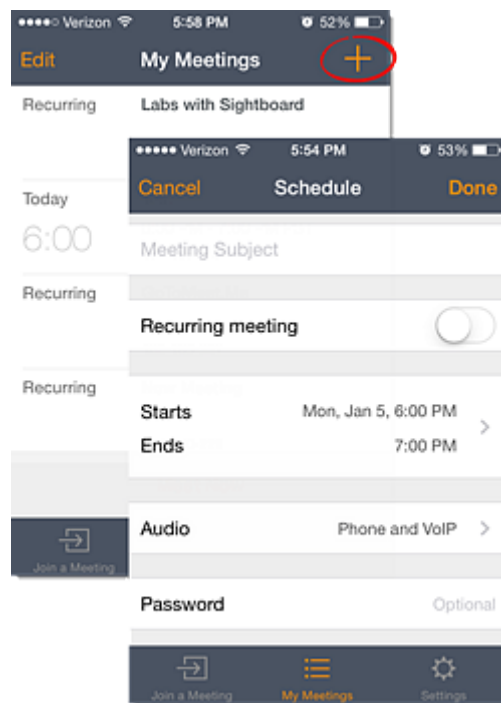 Verizon 5:58 PM 52%
Edit My Meetings +
Recurring Labs with Sightboard
Today
6:00
Recurring
Recurring
Join a Meeting
Verizon 5:54 PM 53%
Cancel Schedule Done
Meeting Subject
Recurring meeting
Starts Mon, Jan 5, 6:00 PM
Ends 7:00 PM
Audio Phone and VoIP
Password Optional
Join a Meeting My Meetings Settings